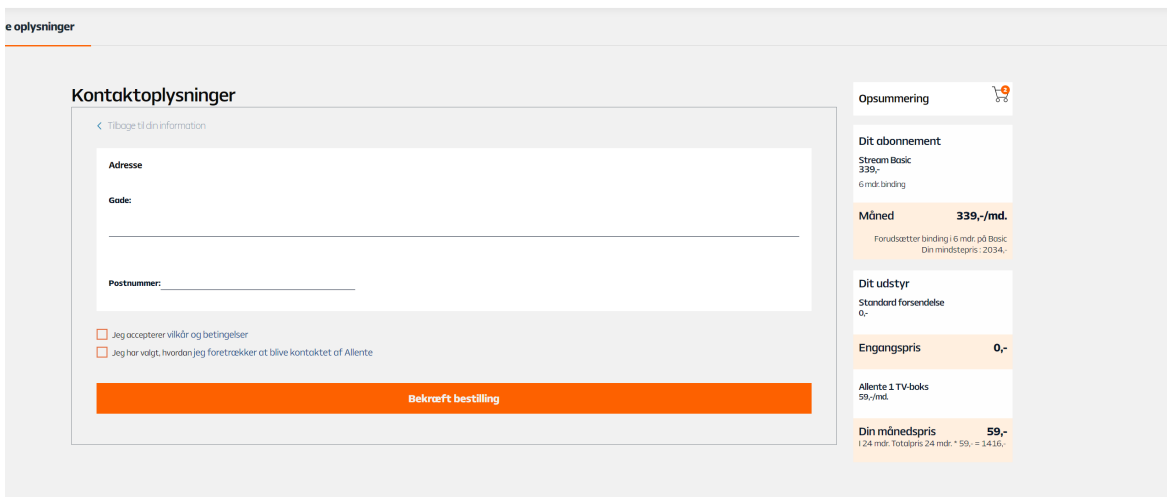 e oplysninger
Kontaktoplysninger
Tilbage til din information
Adresse
Gade:
Postnummer:
Jeg accepterer vilkår og betingelser
Jeg har valgt, hvordan jeg foretrækker at blive kontaktet af Allente
Bekræft bestilling
Opsummering
2
Dit abonnement
Stream Basic
339,-
6 mdr. binding
Måned 339,-/md.
Forudsætter binding i 6 mdr. på Basic
Din mindstepris : 2034,-
Dit udstyr
Standard forsendelse
0,-
Engangspris 0,-
Allente 1 TV-boks
59,-/md.
Din månedspris 59,-
I 24 mdr. Totalpris 24 mdr. * 59,- = 1416,-